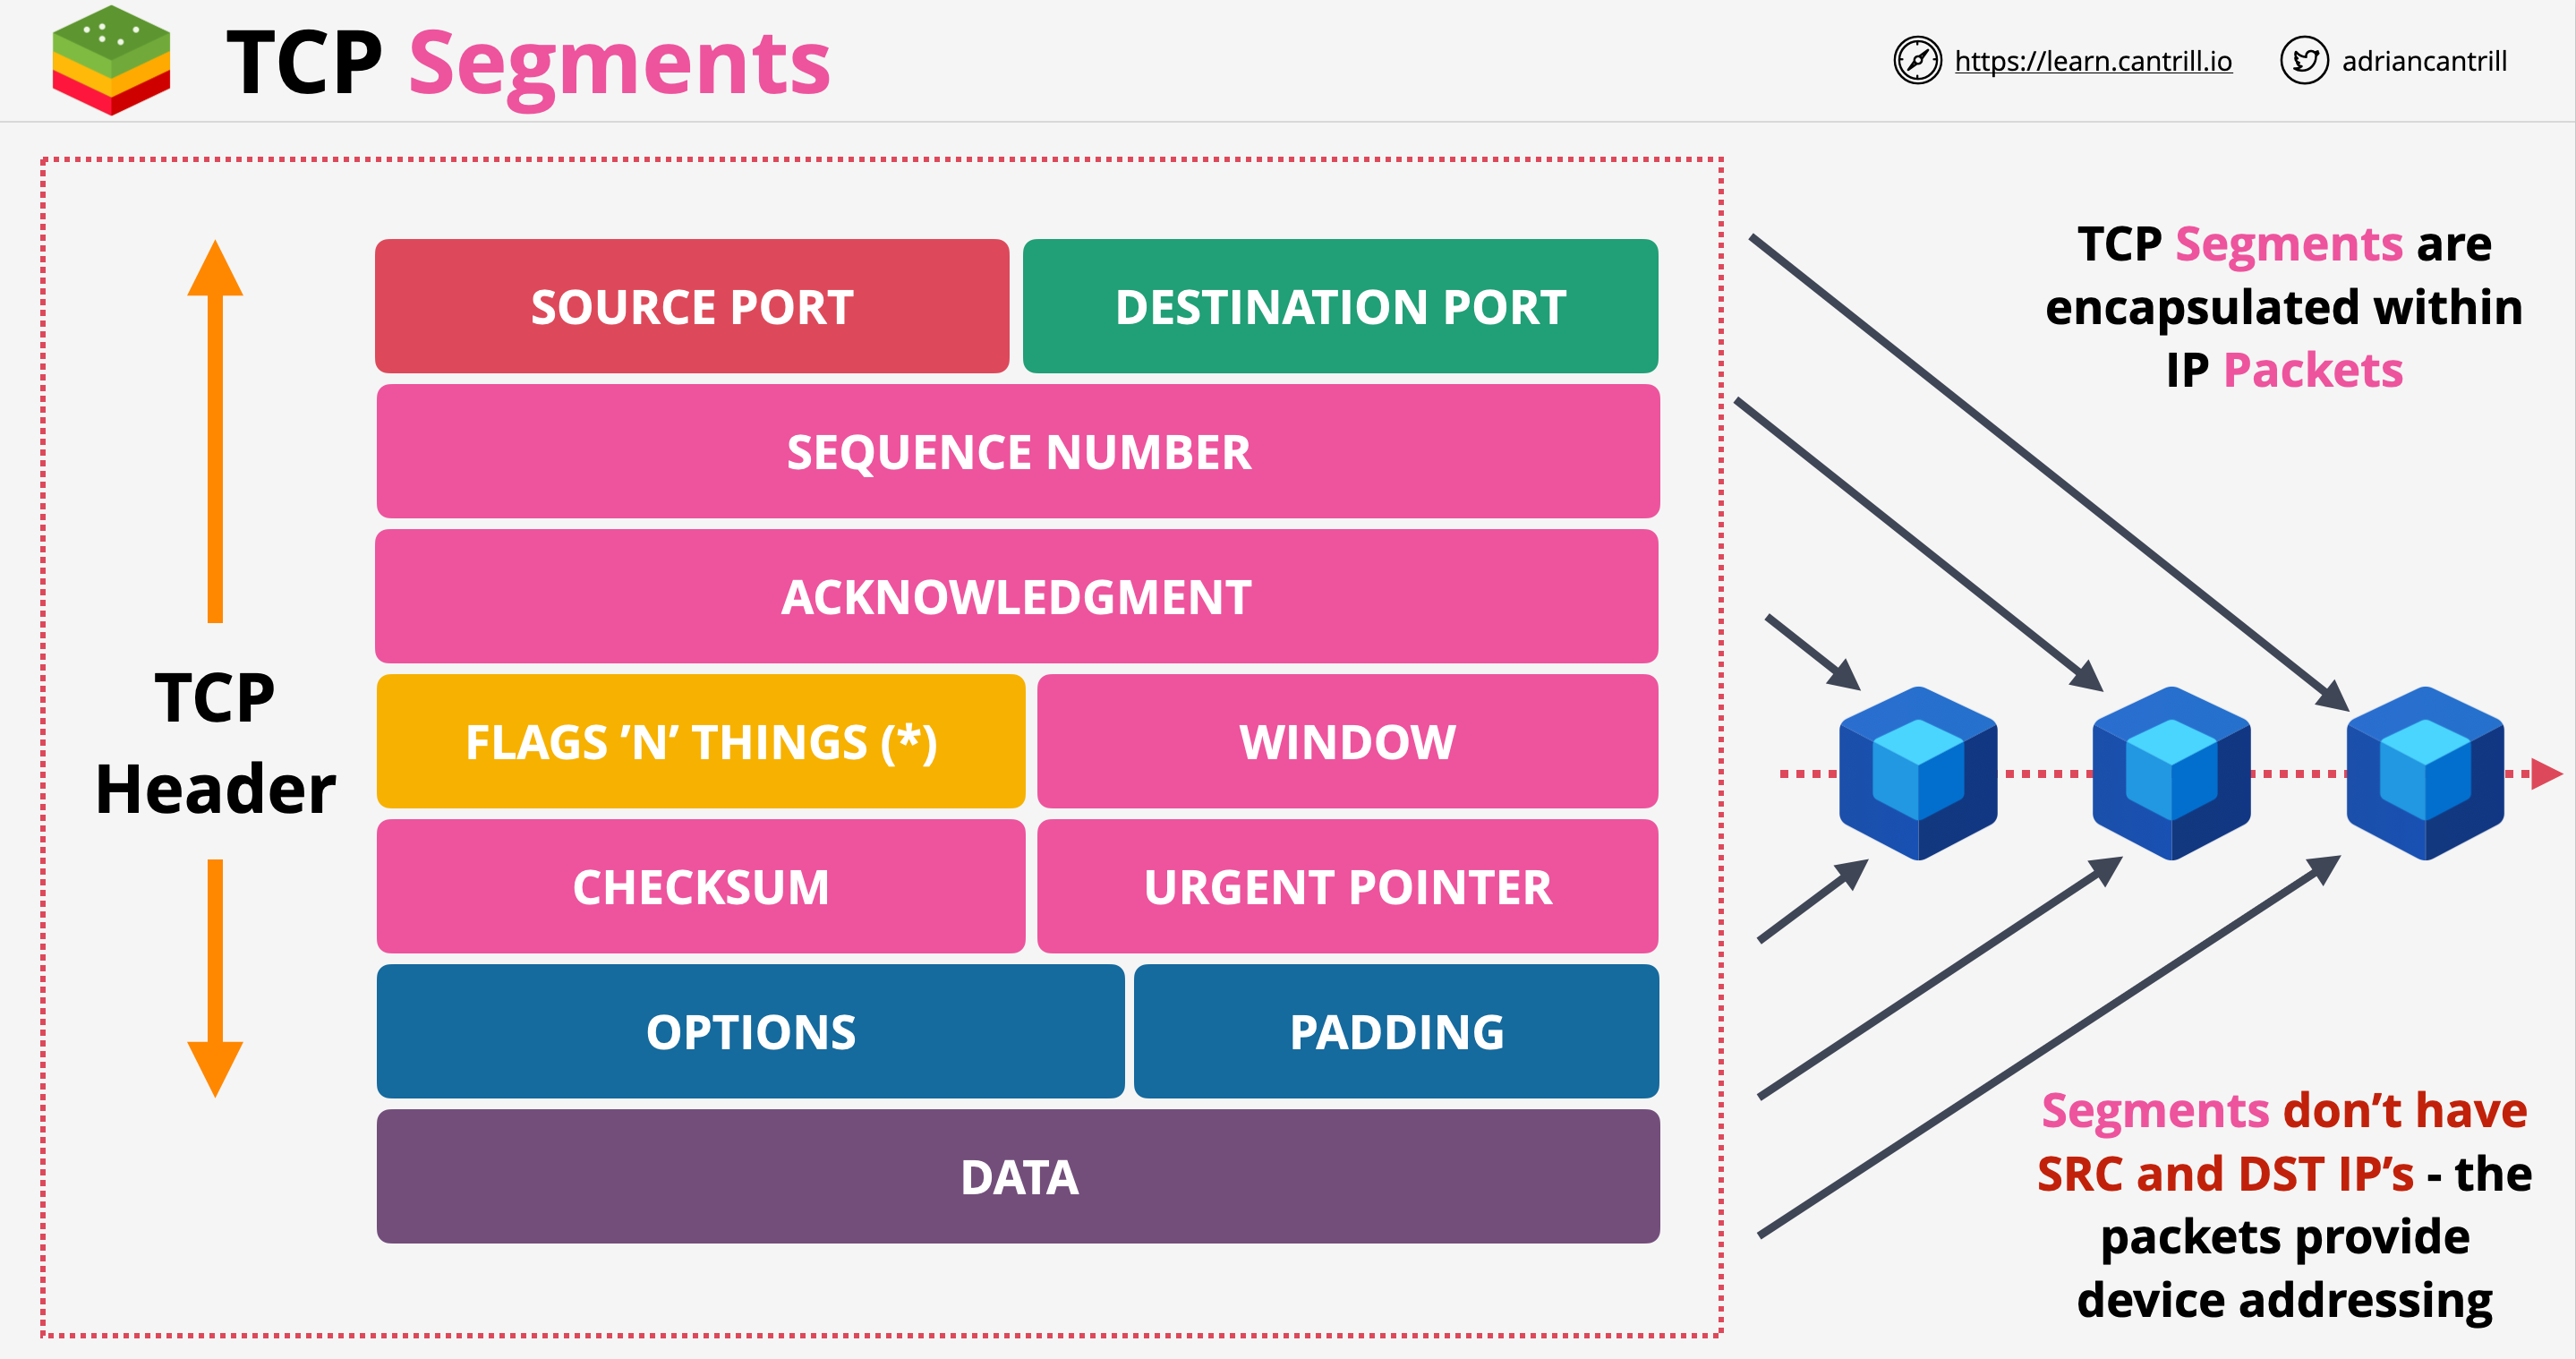 TCP Segments
https://learn.cantrill.io
adriancantrill
TCP Segments are
encapsulated within
IP Packets
SOURCE PORT
DESTINATION PORT
SEQUENCE NUMBER
ACKNOWLEDGMENT
TCP
Header
FLAGS ’N’ THINGS (*)
WINDOW
CHECKSUM
URGENT POINTER
OPTIONS
PADDING
DATA
Segments don’t have
SRC and DST IP’s - the
packets provide
device addressing